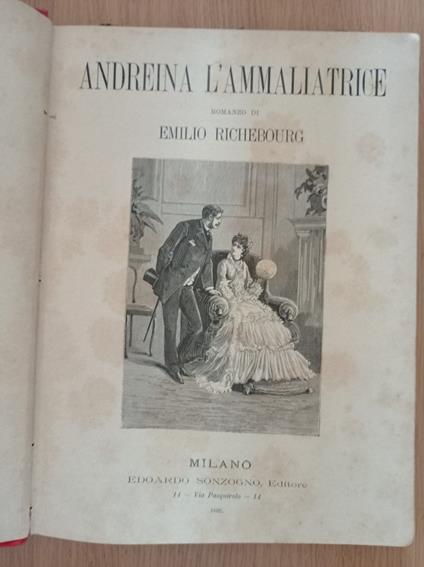 ANDREINA L'AMMALIATRICE
ROMANZO DI
EMILIO RICHEBOURG
MILANO
EDOARDO SONZOGNO, Editore
14 — Via Pasquirolo — 14